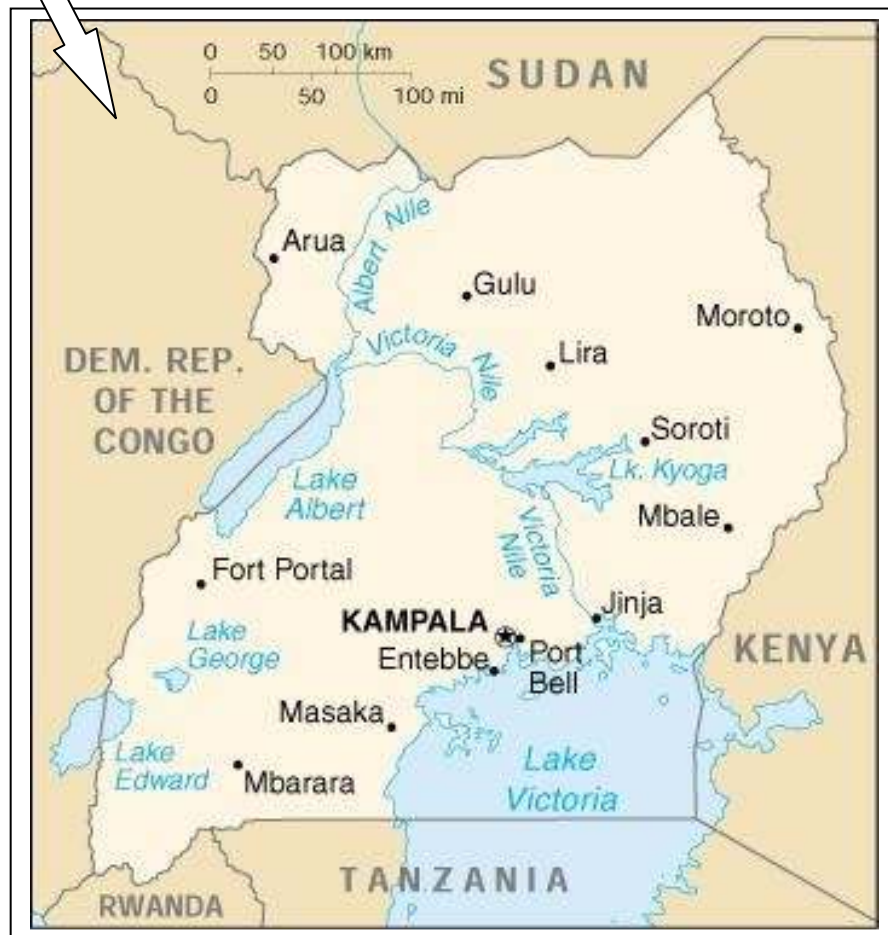 0 50 100 km
0 50 100 mi
SUDAN
Albert Nile
Arua
Gulu
Moroto
Victoria Nile
Lira
DEM. REP.
OF THE
CONGO
Soroti
Lk. Kyoga
Lake
Albert
Mbale
Victoria
Nile
Fort Portal
Jinja
KAMPALA
Lake
George
Entebbe
Port
Bell
KENYA
Masaka
Lake
Edward
Mbarara
Lake
Victoria
TANZANIA
RWANDA